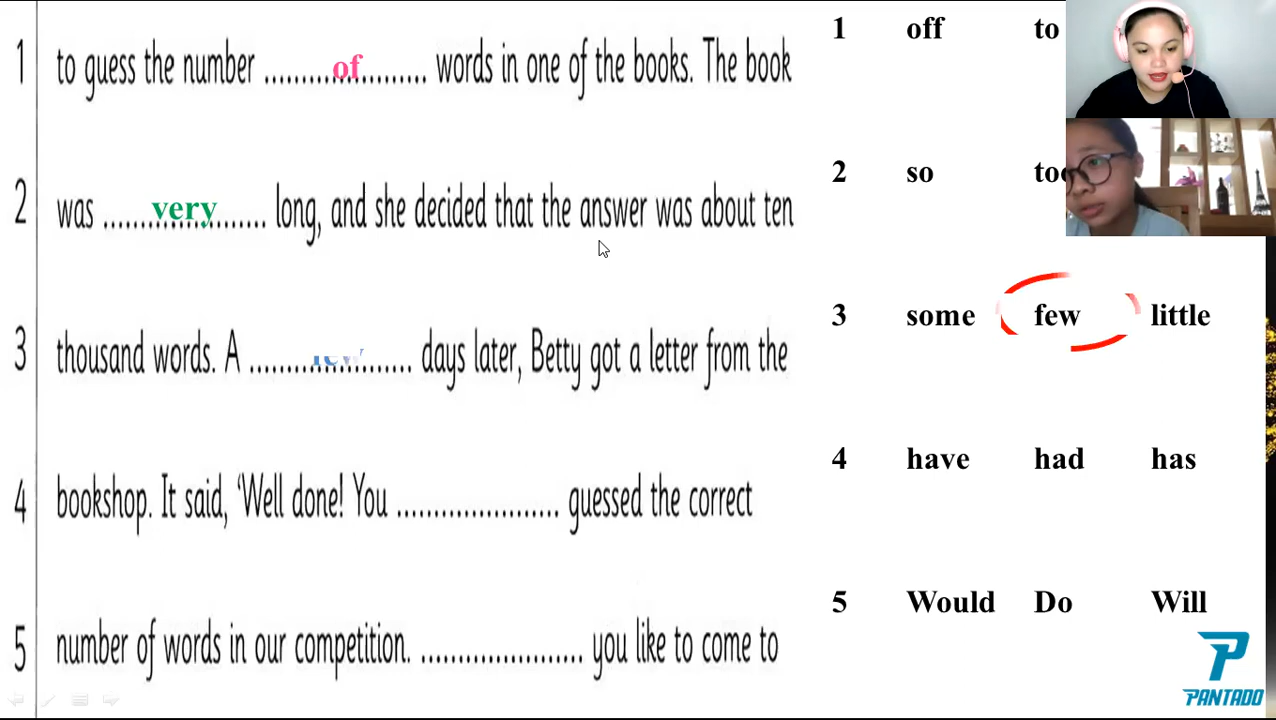 1 to guess the number ........of........ words in one of the books. The book
1 off to
2 was ........very........ long, and she decided that the answer was about ten
2 so too
3 thousand words. A ........few........ days later, Betty got a letter from the
3 some few little
4 bookshop. It said, ‘Well done! You ................ guessed the correct
4 have had has
5 number of words in our competition. ................ you like to come to
5 Would Do Will
PANTADO